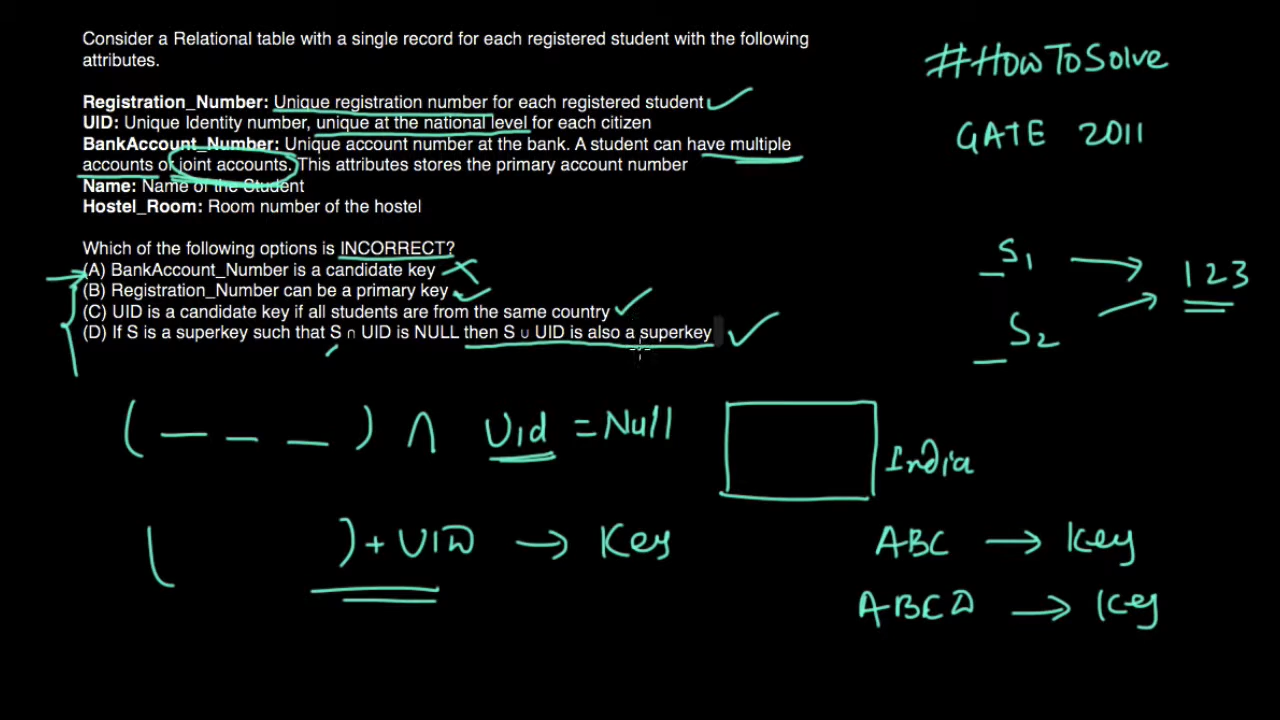 Consider a Relational table with a single record for each registered student with the following
attributes.
Registration_Number: Unique registration number for each registered student
UID: Unique Identity number, unique at the national level for each citizen
BankAccount_Number: Unique account number at the bank. A student can have multiple
accounts or joint accounts. This attributes stores the primary account number
Name: Name of the Student
Hostel_Room: Room number of the hostel
Which of the following options is INCORRECT?
(A) BankAccount_Number is a candidate key
(B) Registration_Number can be a primary key
(C) UID is a candidate key if all students are from the same country
(D) If S is a superkey such that S ∩ UID is NULL then S ∪ UID is also a superkey
#HowToSolve
GATE 2011
S1 → 123
S2
( — — — ) ∩ Uid = Null
India
( ) + UID → Key
ABC → Key
ABCD → Key